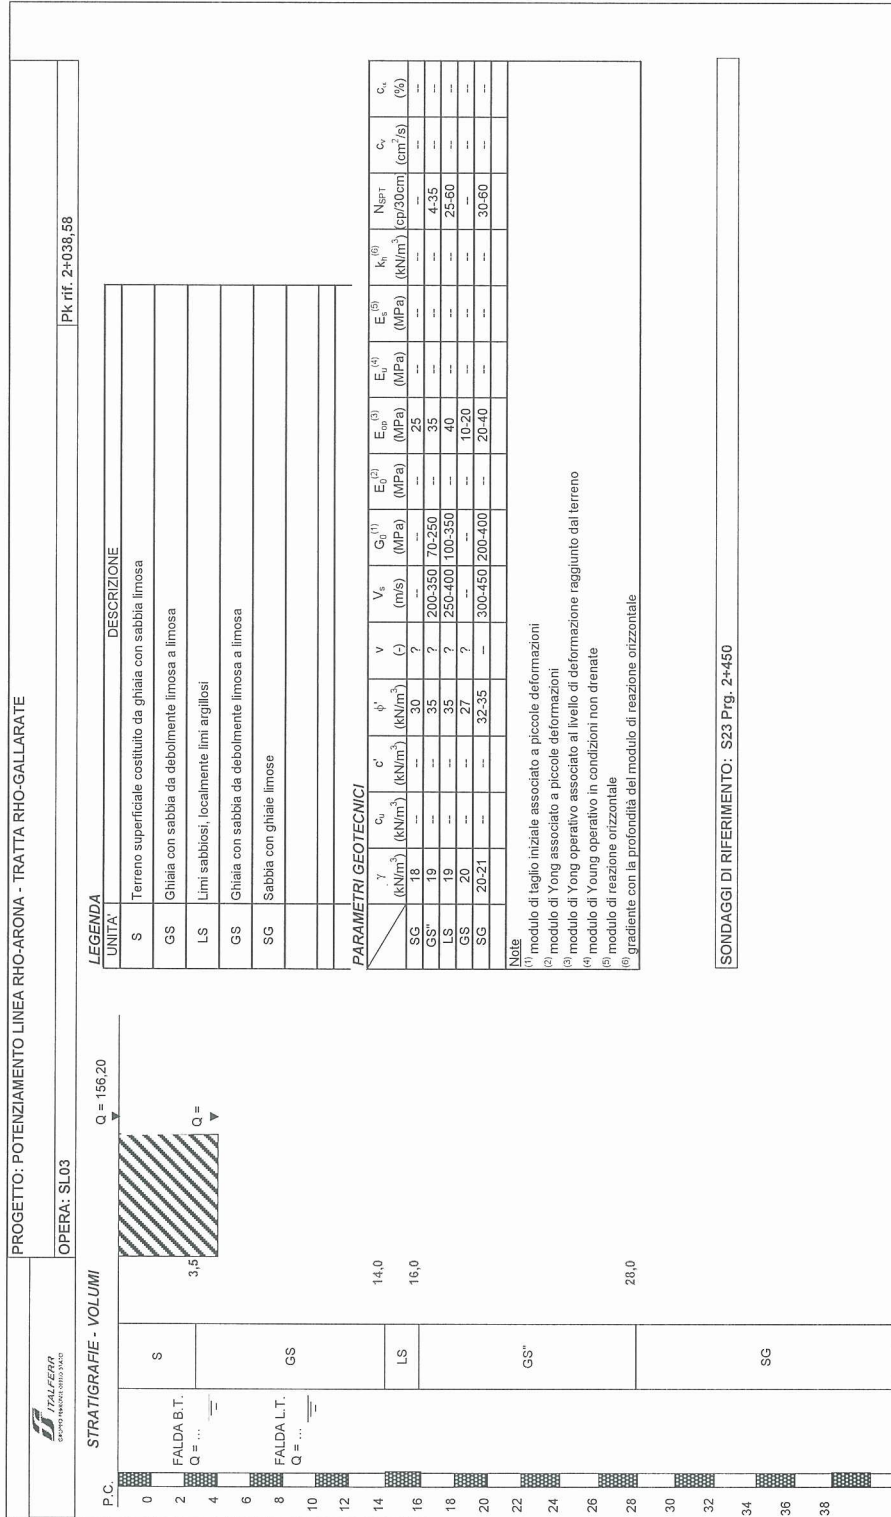 ITALFERR
PROGETTO: POTENZIAMENTO LINEA RHO-ARONA - TRATTA RHO-GALLARATE
OPERA: SL03 Pk rif. 2+038,58
STRATIGRAFIE - VOLUMI
P.C.
0
2
4
6
8
10
12
14
16
18
20
22
24
26
28
30
32
34
36
38
FALDA B.T.
Q = ...
FALDA L.T.
Q = ...
S
GS
LS
GS"
SG
3,5
14,0
16,0
28,0
Q = 156,20
Q =
LEGENDA
UNITA' DESCRIZIONE
S Terreno superficiale costituito da ghiaia con sabbia limosa
GS Ghiaia con sabbia da debolmente limosa a limosa
LS Limi sabbiosi, localmente limi argillosi
GS Ghiaia con sabbia da debolmente limosa a limosa
SG Sabbia con ghiaie limose
PARAMETRI GEOTECNICI
γ cu c' φ' ν Vs G0(1) E0(2) Eop(3) Eu(4) Es(5) kh(6) NSPT cv
(kN/m³) (kN/m³) (kN/m³) (kN/m³) (-) (m/s) (MPa) (MPa) (MPa) (MPa) (MPa) (kN/m³) (cp/30cm) (cm²/s) (%)
SG 18 -- -- 30 ? -- -- -- 25 -- -- -- -- -- --
GS" 19 -- -- 35 ? 200-350 70-250 -- 35 -- -- -- 4-35 -- --
LS 19 -- -- 35 ? 250-400 100-350 -- 40 -- -- -- 25-60 -- --
GS 20 -- -- 27 ? -- -- -- 10-20 -- -- -- -- -- --
SG 20-21 -- -- 32-35 -- 300-450 200-400 -- 20-40 -- -- -- 30-60 -- --
Note
(1) modulo di taglio iniziale associato a piccole deformazioni
(2) modulo di Yong associato a piccole deformazioni
(3) modulo di Yong operativo associato al livello di deformazione raggiunto dal terreno
(4) modulo di Young operativo in condizioni non drenate
(5) modulo di reazione orizzontale
(6) gradiente con la profondità del modulo di reazione orizzontale
SONDAGGI DI RIFERIMENTO: S23 Prg. 2+450